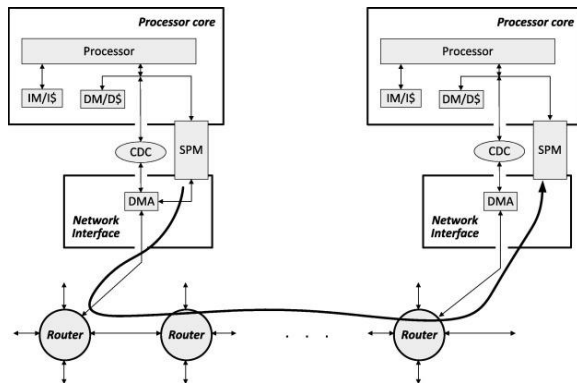 Processor core
Processor
IM/I$
DM/D$
CDC
SPM
DMA
Network
Interface
Processor core
Processor
IM/I$
DM/D$
CDC
SPM
DMA
Network
Interface
Router
Router
. . .
Router